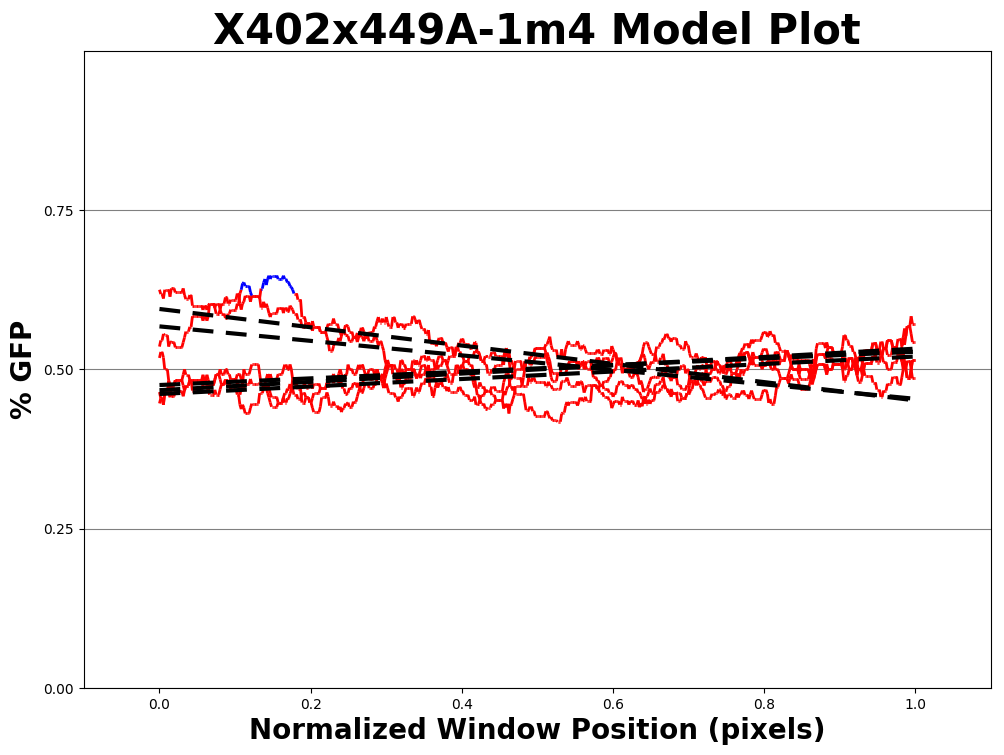 X402x449A-1m4 Model Plot
% GFP
0.75
0.50
0.25
0.00
0.0 0.2 0.4 0.6 0.8 1.0
Normalized Window Position (pixels)